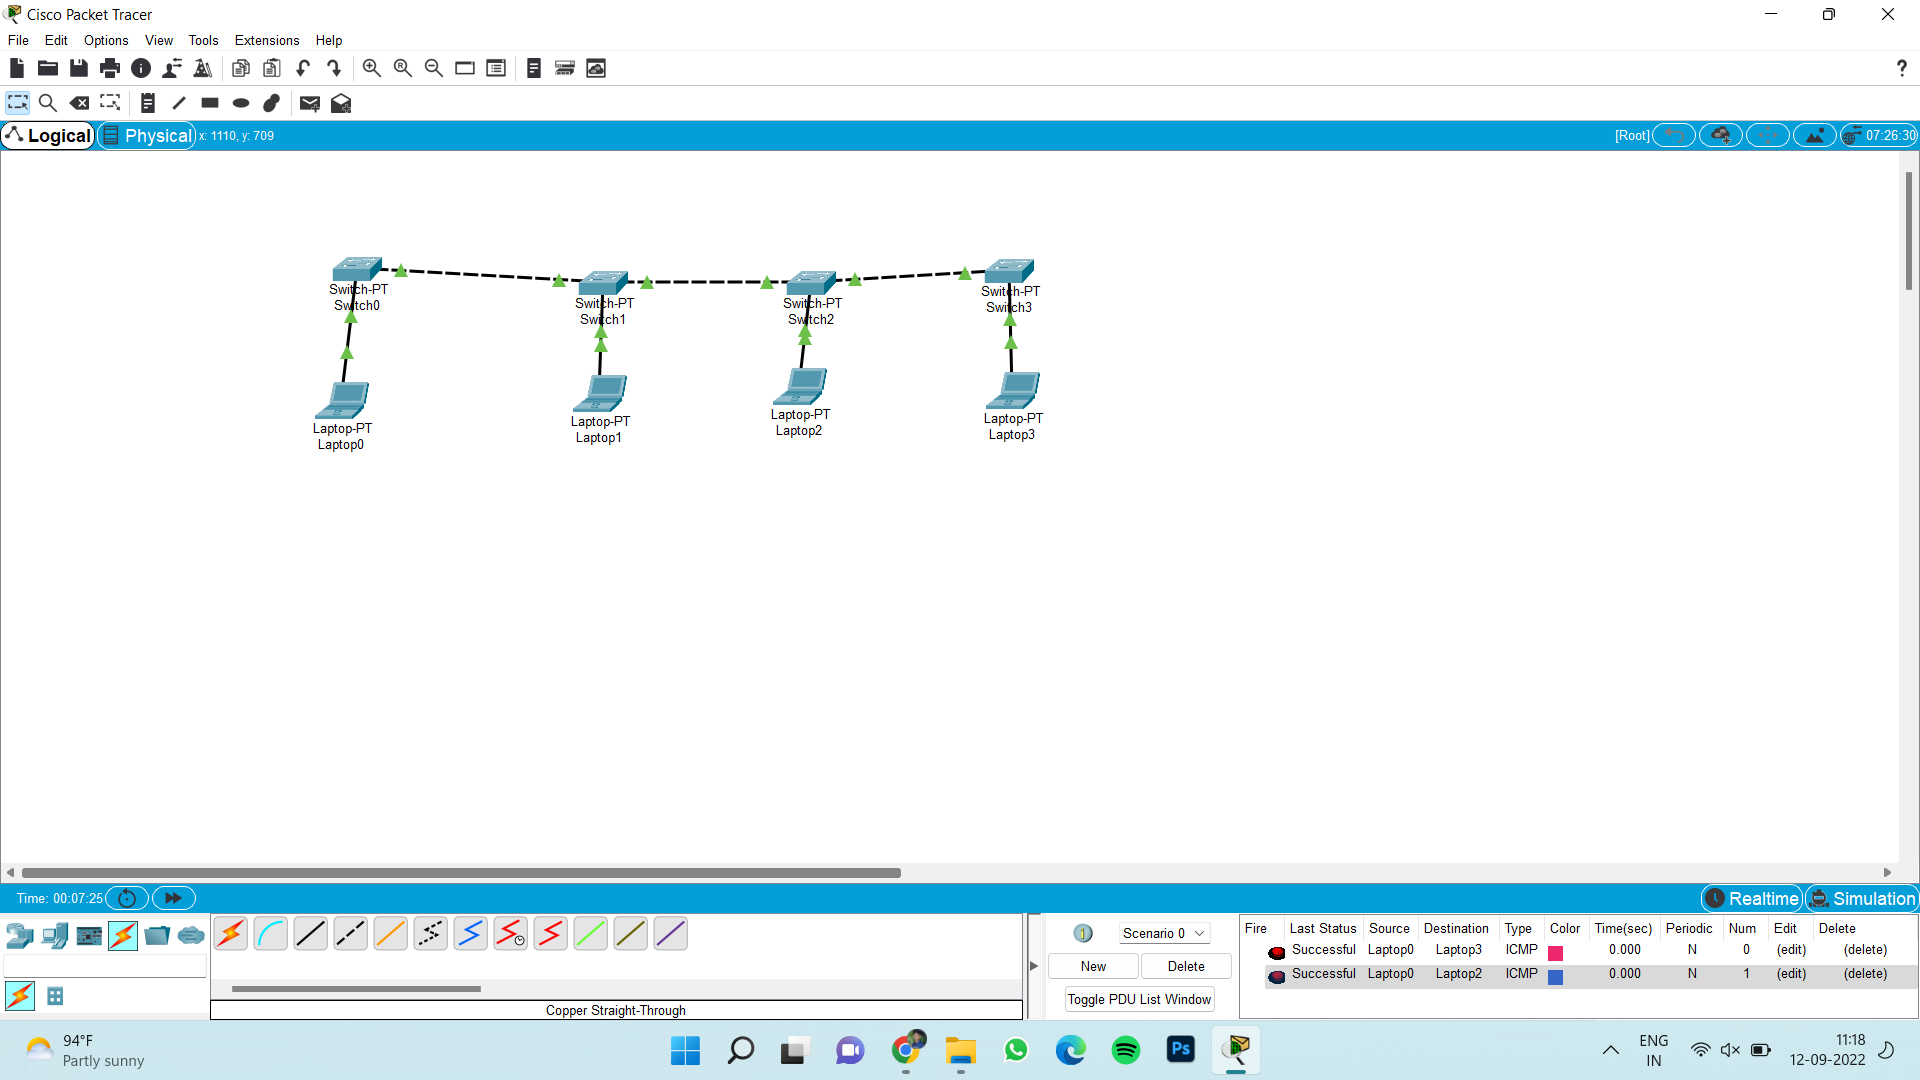 Cisco Packet Tracer
File Edit Options View Tools Extensions Help
Logical Physical x: 1110, y: 709 [Root] 07:26:30
Switch-PT
Switch0
Switch-PT
Switch1
Switch-PT
Switch2
Switch-PT
Switch3
Laptop-PT
Laptop0
Laptop-PT
Laptop1
Laptop-PT
Laptop2
Laptop-PT
Laptop3
Time: 00:07:25 Realtime Simulation
Scenario 0
New Delete
Toggle PDU List Window
Fire Last Status Source Destination Type Color Time(sec) Periodic Num Edit Delete
Successful Laptop0 Laptop3 ICMP 0.000 N 0 (edit) (delete)
Successful Laptop0 Laptop2 ICMP 0.000 N 1 (edit) (delete)
Copper Straight-Through
94°F
Partly sunny
Ps
ENG
IN
11:18
12-09-2022